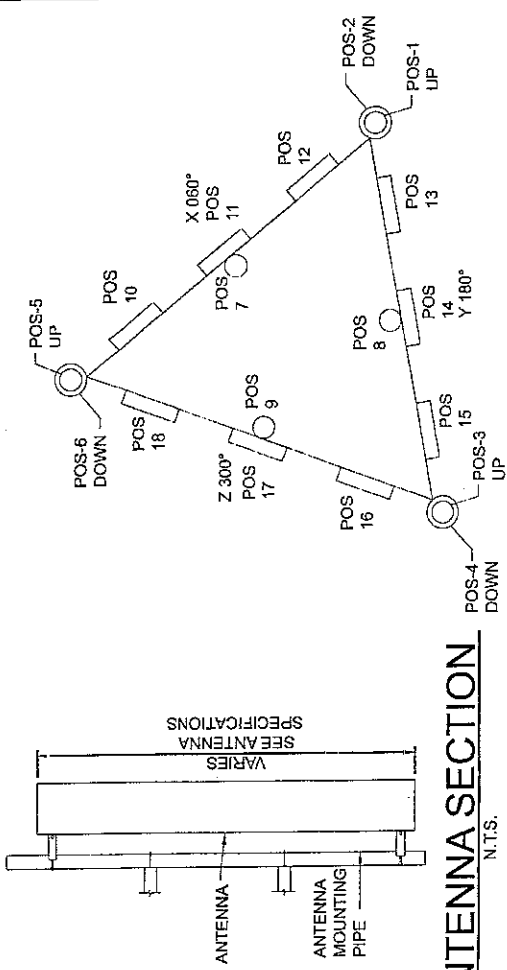 POS-5
UP
POS-6
DOWN
POS
10
X 060°
POS
11
POS
12
POS-2
DOWN
POS-1
UP
POS
7
POS
18
Z 300°
POS
17
POS
9
POS
16
POS
8
POS
13
POS
14
Y 180°
POS
15
POS-3
UP
POS-4
DOWN
VARIES
SEE ANTENNA
SPECIFICATIONS
ANTENNA
ANTENNA
MOUNTING
PIPE
NTENNA SECTION
N.T.S.